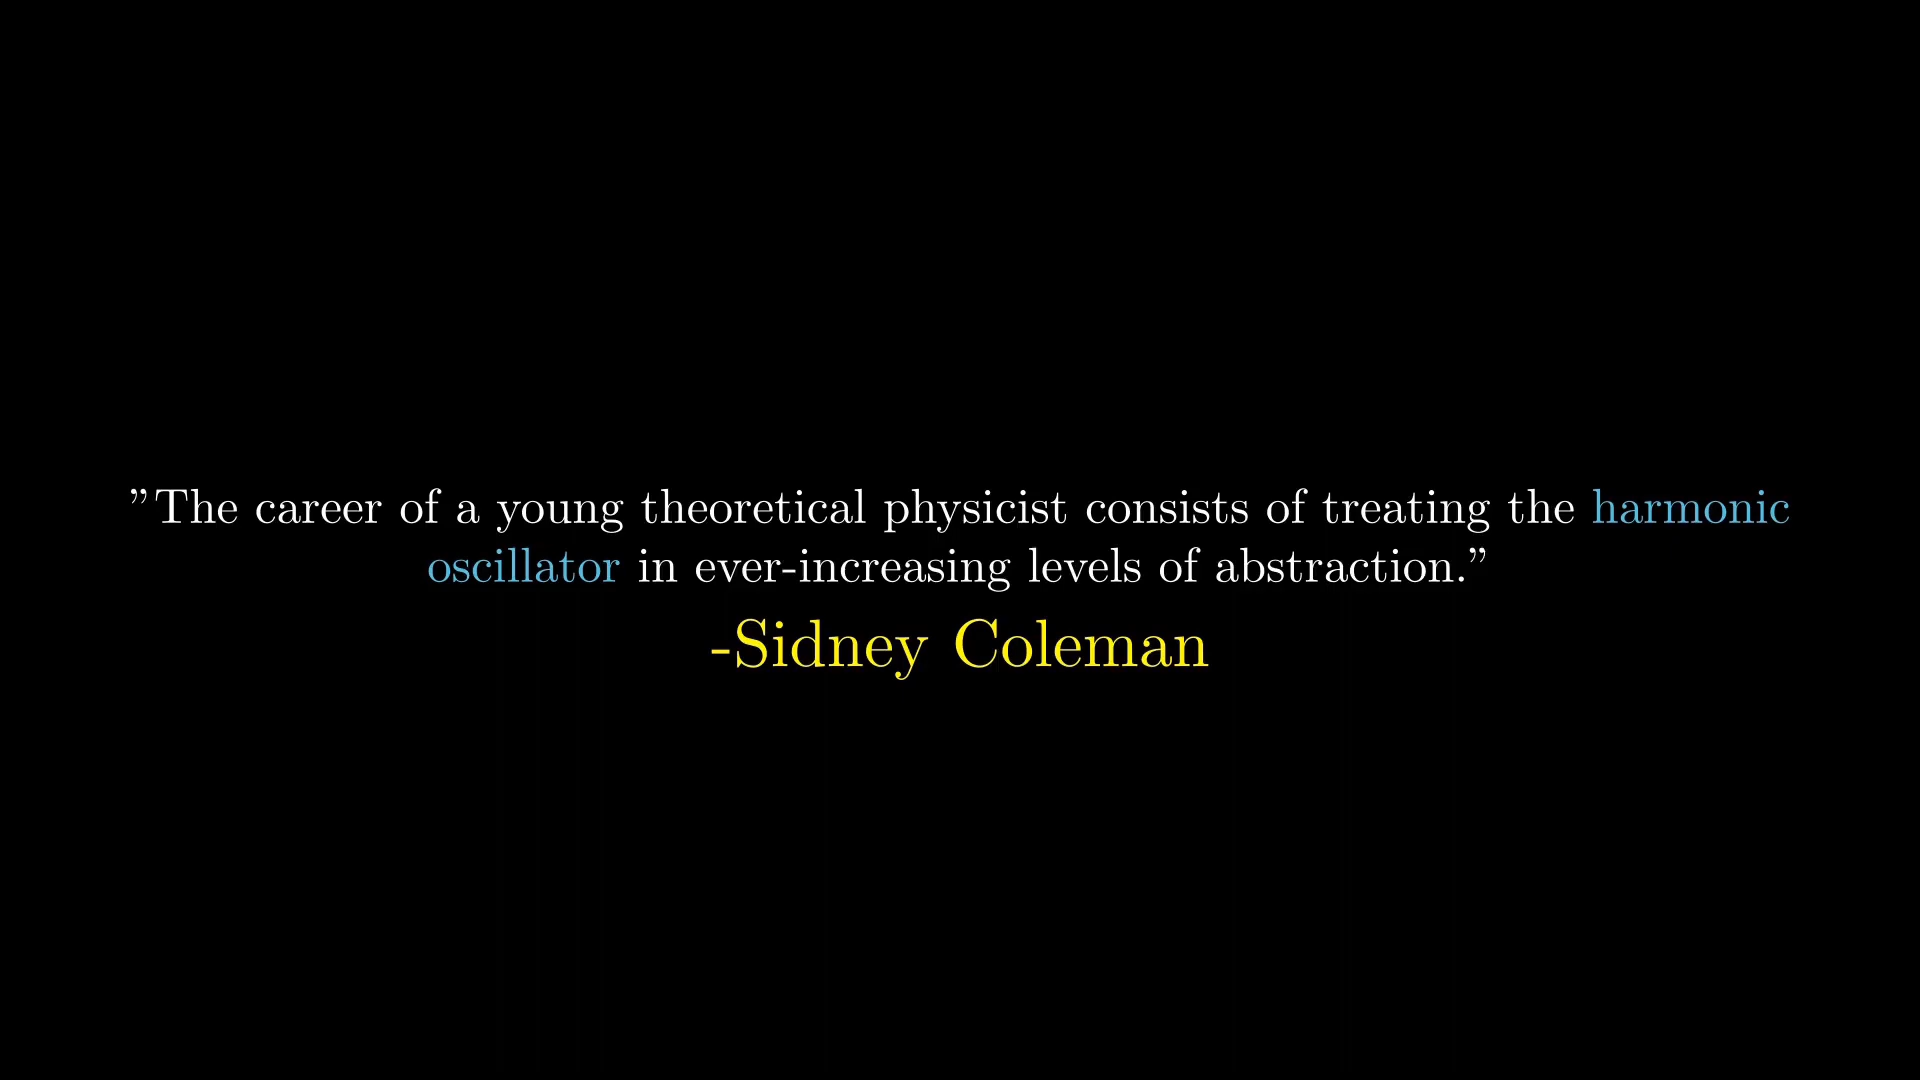 ”The career of a young theoretical physicist consists of treating the harmonic
oscillator in ever-increasing levels of abstraction.”
-Sidney Coleman